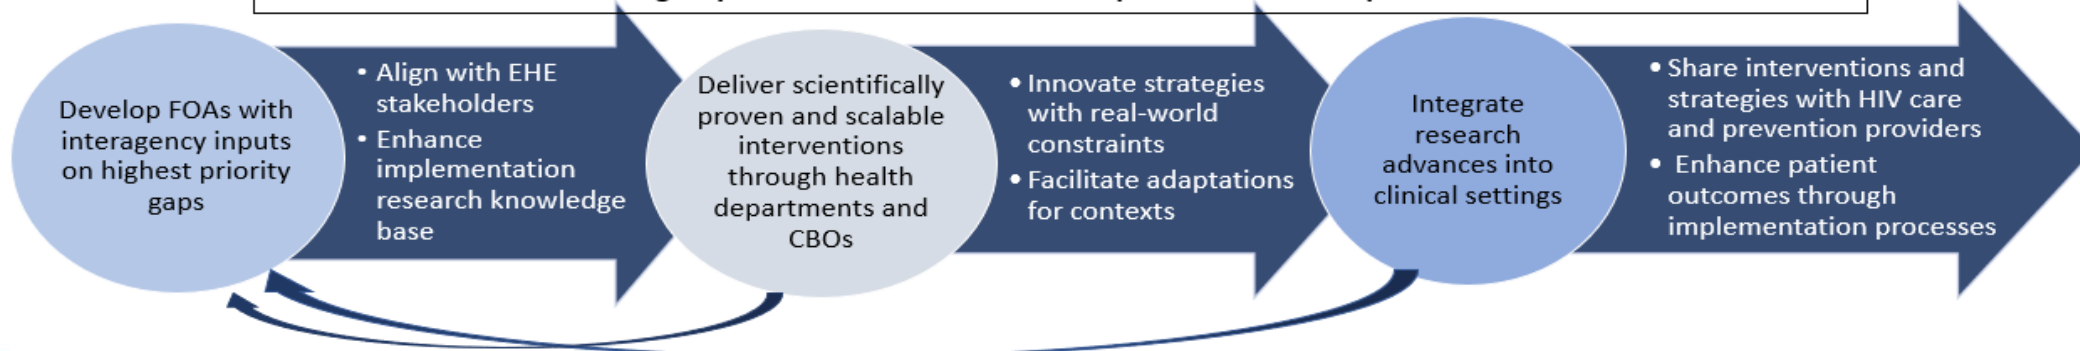 Develop FOAs with
interagency inputs
on highest priority
gaps
• Align with EHE
stakeholders
• Enhance
implementation
research knowledge
base
Deliver scientifically
proven and scalable
interventions
through health
departments and
CBOs
• Innovate strategies
with real-world
constraints
• Facilitate adaptations
for contexts
Integrate
research
advances into
clinical settings
• Share interventions and
strategies with HIV care
and prevention providers
• Enhance patient
outcomes through
implementation processes